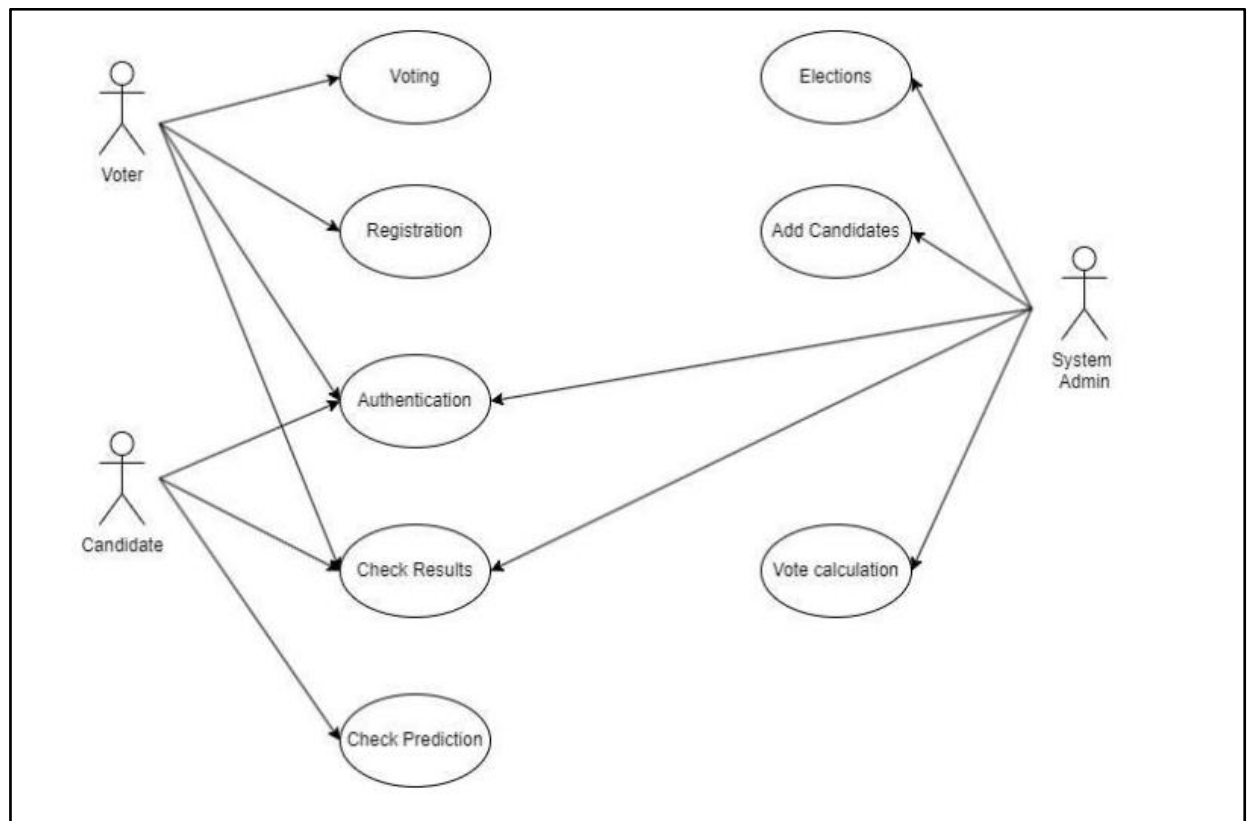 Voting
Elections
Voter
Registration
Add Candidates
System
Admin
Authentication
Candidate
Check Results
Vote calculation
Check Prediction